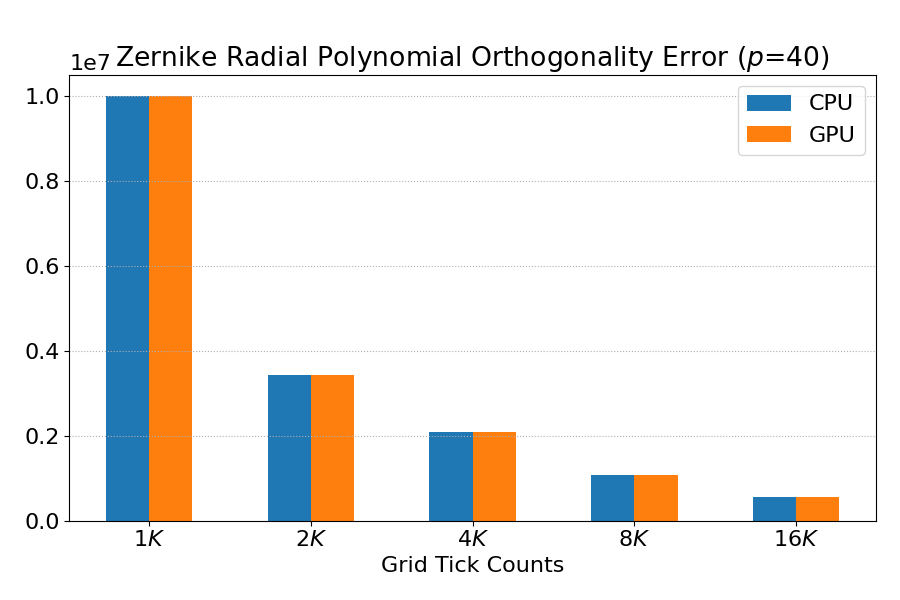 Zernike Radial Polynomial Orthogonality Error (p=40)
1e7
1.0
0.8
0.6
0.4
0.2
0.0
CPU
GPU
1K 2K 4K 8K 16K
Grid Tick Counts